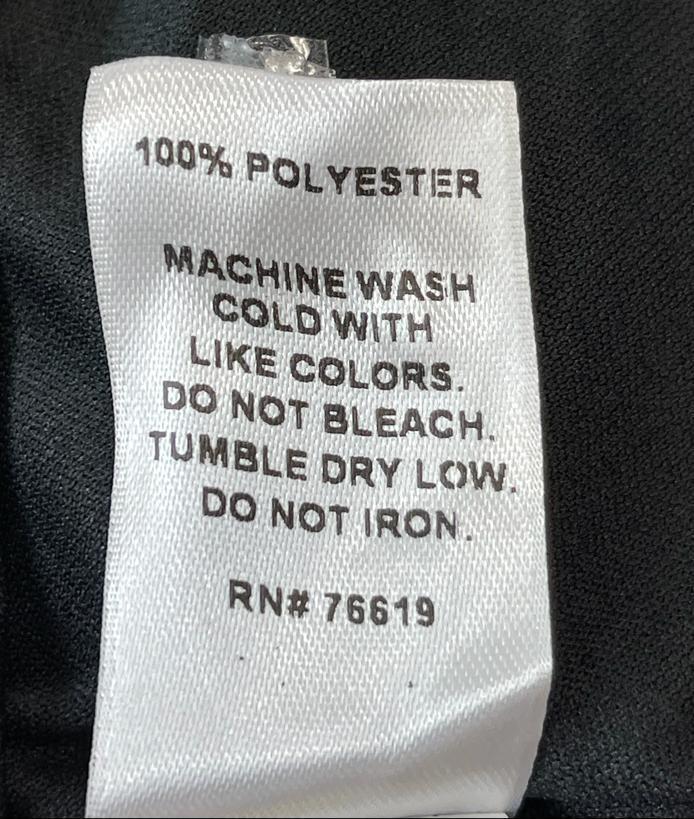 100% POLYESTER
MACHINE WASH
COLD WITH
LIKE COLORS.
DO NOT BLEACH.
TUMBLE DRY LOW.
DO NOT IRON.
RN# 76619